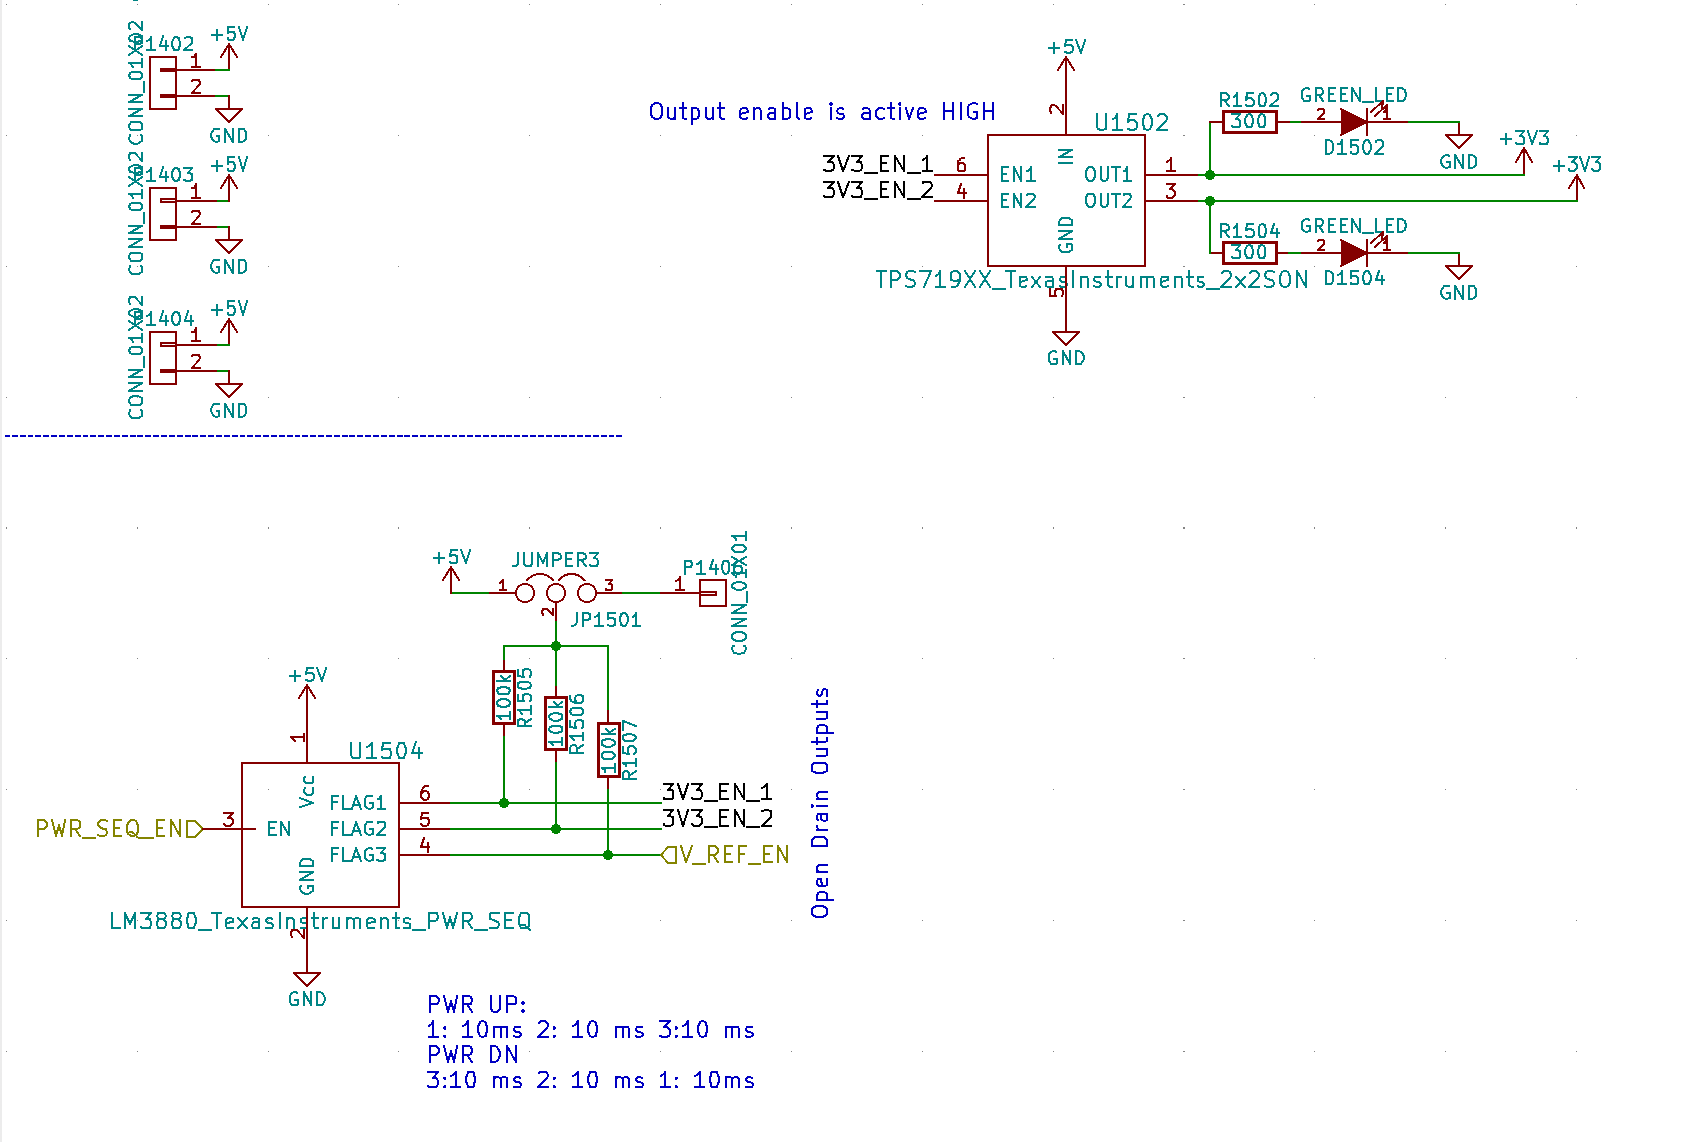 CONN_01X02
P1402
+5V
1
2
GND
CONN_01X02
P1403
+5V
1
2
GND
CONN_01X02
P1404
+5V
1
2
GND
Output enable is active HIGH
+5V
2
U1502
IN
3V3_EN_1
6
EN1
OUT1
1
3V3_EN_2
4
EN2
OUT2
3
GND
TPS719XX_TexasInstruments_2x2SON
5
GND
R1502
300
GREEN_LED
2
1
D1502
GND
+3V3
+3V3
R1504
300
GREEN_LED
2
1
D1504
GND
+5V
JUMPER3
1
3
2
JP1501
1
CONN_01X01
100k
R1505
100k
R1506
100k
R1507
+5V
1
U1504
Vcc
FLAG1
6
3V3_EN_1
PWR_SEQ_EN
3
EN
FLAG2
5
3V3_EN_2
FLAG3
4
V_REF_EN
GND
LM3880_TexasInstruments_PWR_SEQ
2
GND
Open Drain Outputs
PWR UP:
1: 10ms 2: 10 ms 3:10 ms
PWR DN
3:10 ms 2: 10 ms 1: 10ms